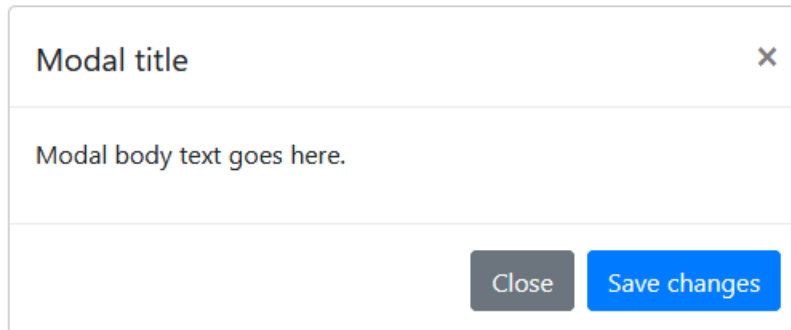 Modal title ×
Modal body text goes here.
Close Save changes